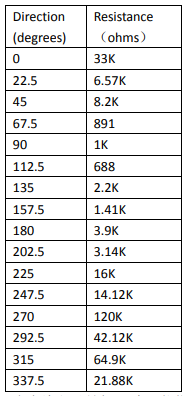 Direction (degrees) Resistance （ohms）
0 33K
22.5 6.57K
45 8.2K
67.5 891
90 1K
112.5 688
135 2.2K
157.5 1.41K
180 3.9K
202.5 3.14K
225 16K
247.5 14.12K
270 120K
292.5 42.12K
315 64.9K
337.5 21.88K